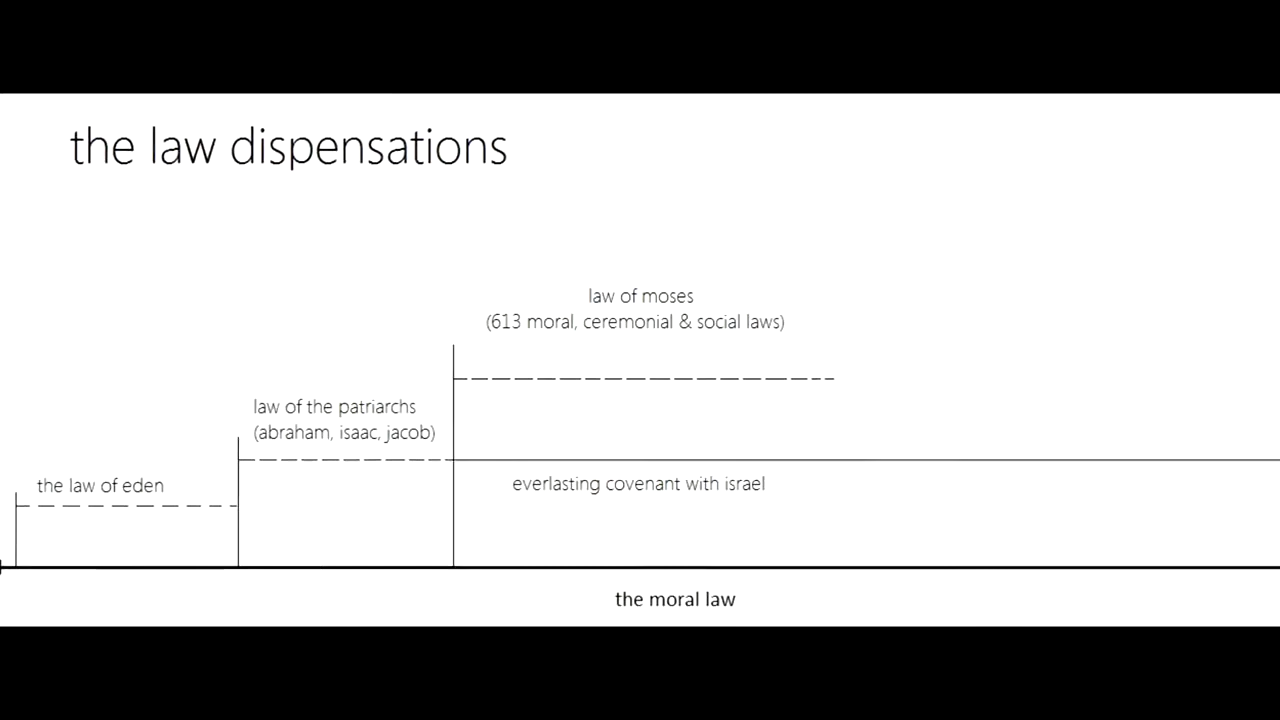 the law dispensations
law of moses
(613 moral, ceremonial & social laws)
law of the patriarchs
(abraham, isaac, jacob)
the law of eden
everlasting covenant with israel
the moral law